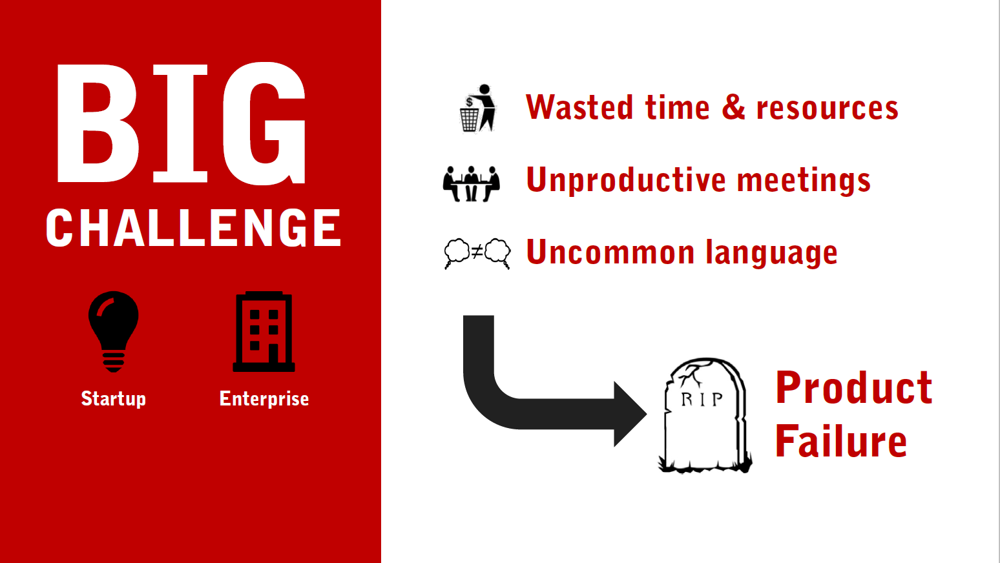 BIG
CHALLENGE
Startup
Enterprise
$
Wasted time & resources
Unproductive meetings
≠
Uncommon language
RIP
Product
Failure